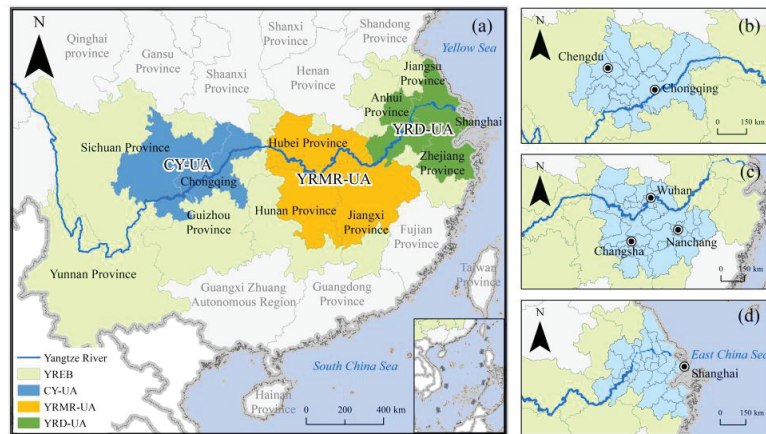 (a)
N
Qinghai
province
Gansu
Province
Shaanxi
Province
Shanxi
Province
Shandong
Province
Henan
Province
Yellow Sea
Jiangsu
Province
Anhui
Province
Shanghai
YRD-UA
Zhejiang
Province
Hubei Province
YRMR-UA
Sichuan Province
CY-UA
Chongqing
Guizhou
Province
Hunan Province
Jiangxi
Province
Fujian
Province
Yunnan Province
Guangxi Zhuang
Autonomous Region
Guangdong
Province
Taiwan
Province
South China Sea
Hainan
Province
Yangtze River
YREB
CY-UA
YRMR-UA
YRD-UA
0 200 400 km
(b)
N
Chengdu
Chongqing
0 150 km
(c)
N
Wuhan
Changsha
Nanchang
0 150 km
(d)
N
East China Sea
Shanghai
0 150 km